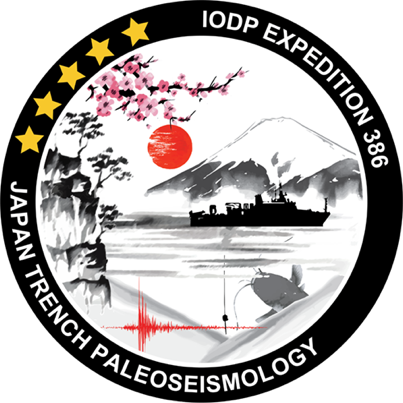 IODP EXPEDITION 386
JAPAN TRENCH PALEOSEISMOLOGY